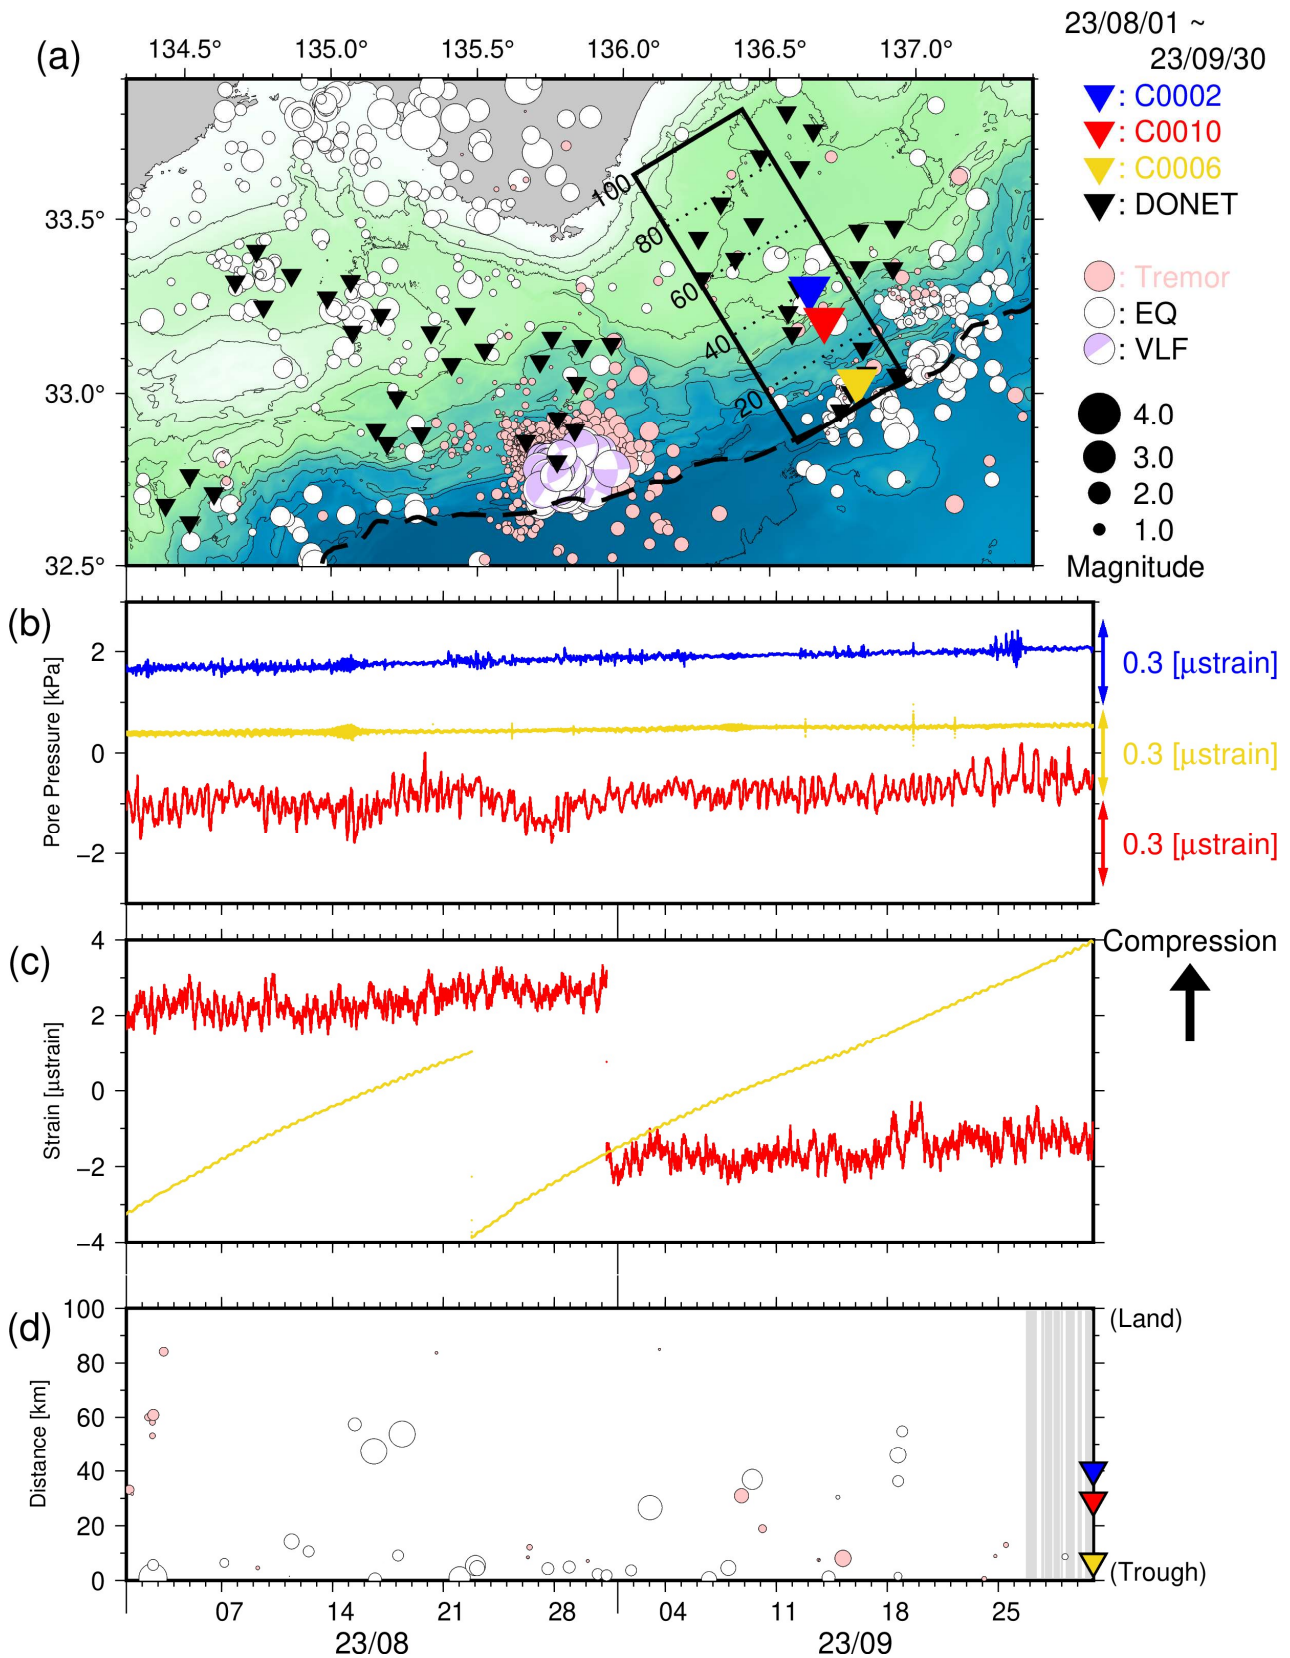 (a)
134.5° 135.0° 135.5° 136.0° 136.5° 137.0°
33.5°
33.0°
32.5°
100
80
60
40
20
23/08/01 ~
23/09/30
: C0002
: C0010
: C0006
: DONET
: Tremor
: EQ
: VLF
4.0
3.0
2.0
1.0
Magnitude
(b)
Pore Pressure [kPa]
2
0
−2
0.3 [μstrain]
0.3 [μstrain]
0.3 [μstrain]
(c)
Strain [μstrain]
4
2
0
−2
−4
Compression
(d)
Distance [km]
100
80
60
40
20
0
(Land)
(Trough)
07 14 21 28 04 11 18 25
23/08 23/09